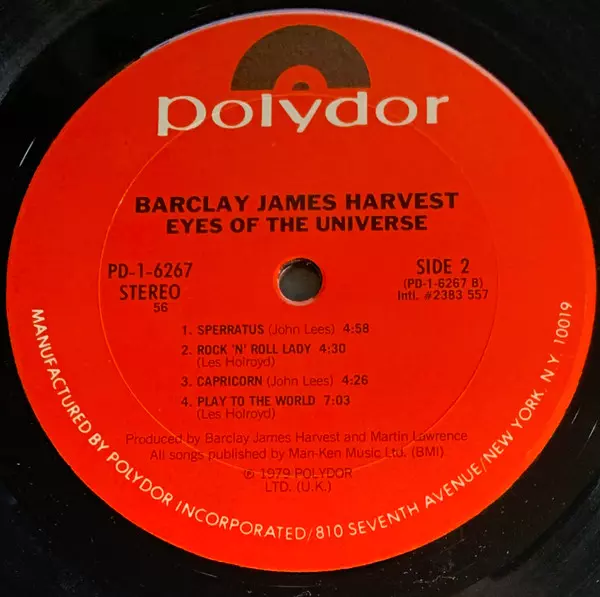 polydor
BARCLAY JAMES HARVEST
EYES OF THE UNIVERSE
PD-1-6267
STEREO
56
SIDE 2
(PD-1-6267 B)
Intl. #2383 557
1. SPERRATUS (John Lees) 4:58
2. ROCK 'N' ROLL LADY 4:30
(Les Holroyd)
3. CAPRICORN (John Lees) 4:26
4. PLAY TO THE WORLD 7:03
(Les Holroyd)
Produced by Barclay James Harvest and Martin Lawrence
All songs published by Man-Ken Music Ltd. (BMI)
℗ 1979 POLYDOR
LTD. (U.K.)
MANUFACTURED BY POLYDOR INCORPORATED/810 SEVENTH AVENUE/NEW YORK, N.Y. 10019